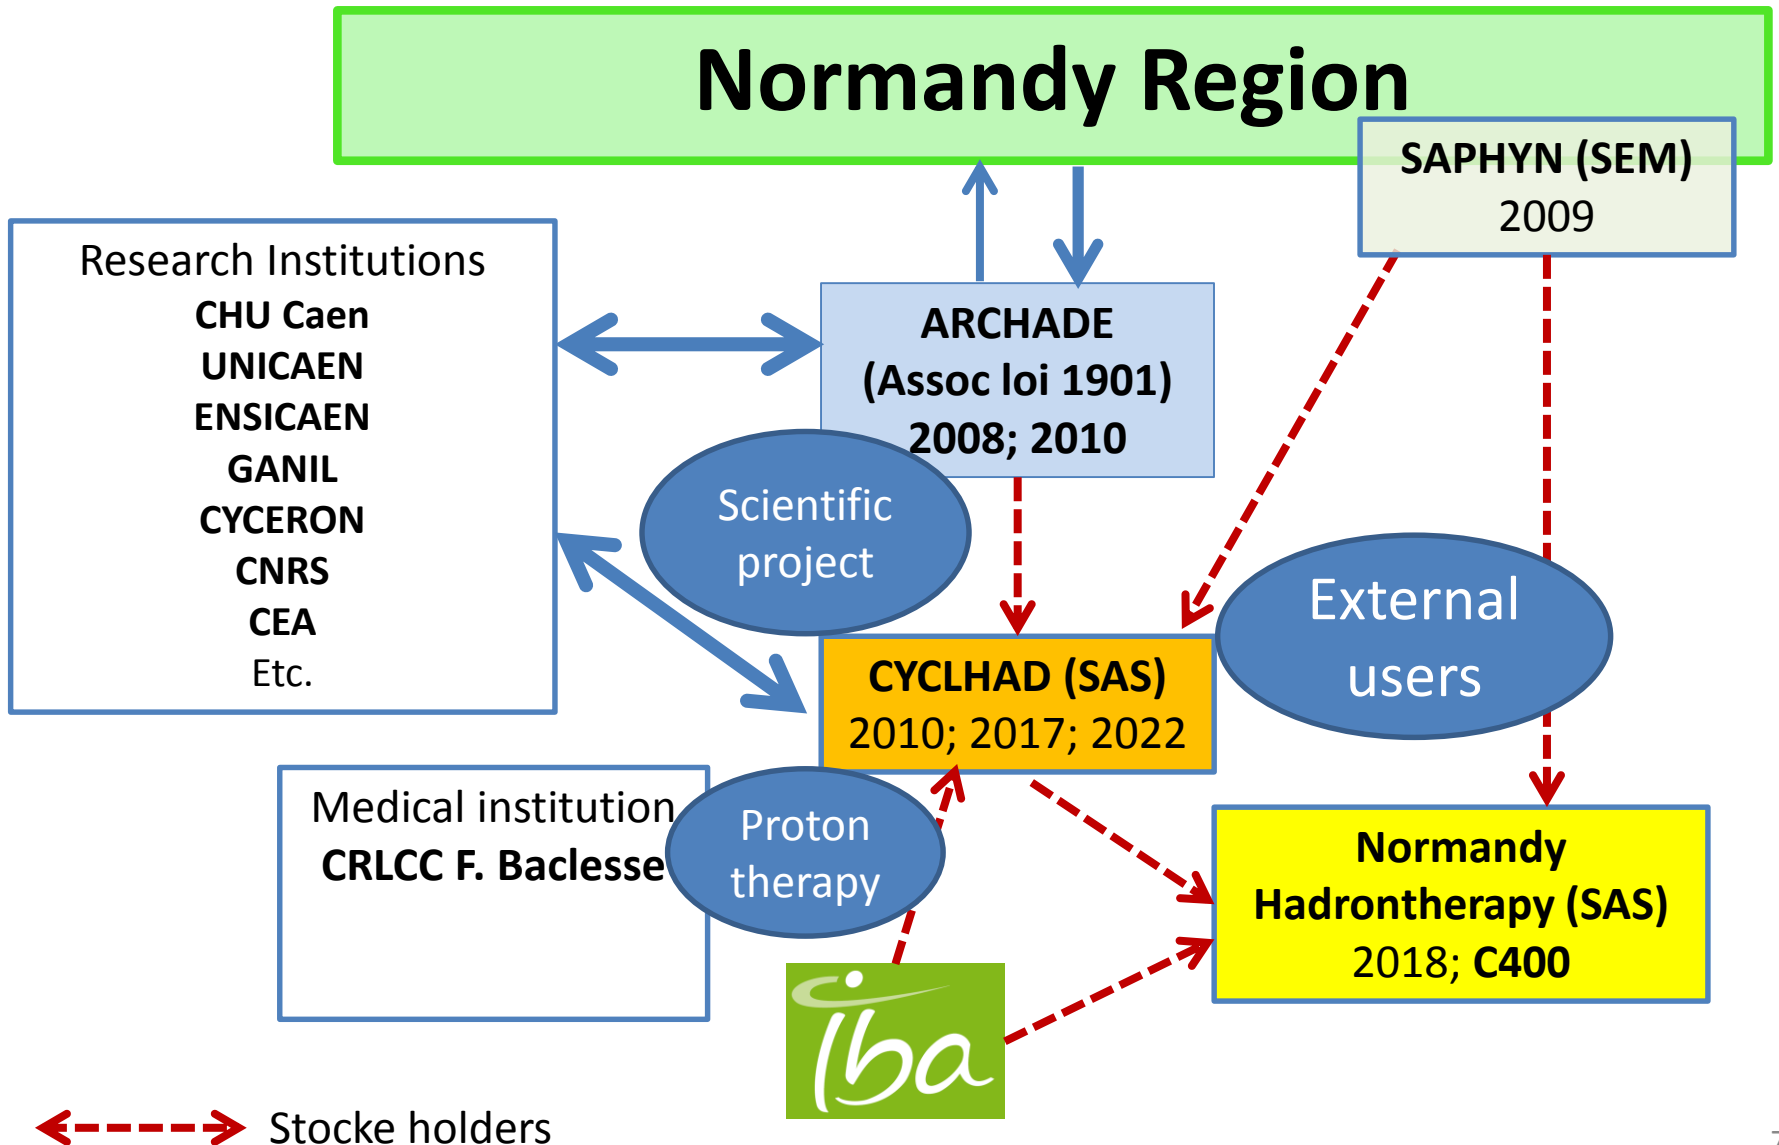 Normandy Region
SAPHYN (SEM)
2009
Research Institutions
CHU Caen
UNICAEN
ENSICAEN
GANIL
CYCERON
CNRS
CEA
Etc.
ARCHADE
(Assoc loi 1901)
2008; 2010
Scientific
project
External
users
CYCLHAD (SAS)
2010; 2017; 2022
Medical institution
CRLCC F. Baclesse
Proton
therapy
Normandy
Hadrontherapy (SAS)
2018; C400
iba
Stocke holders